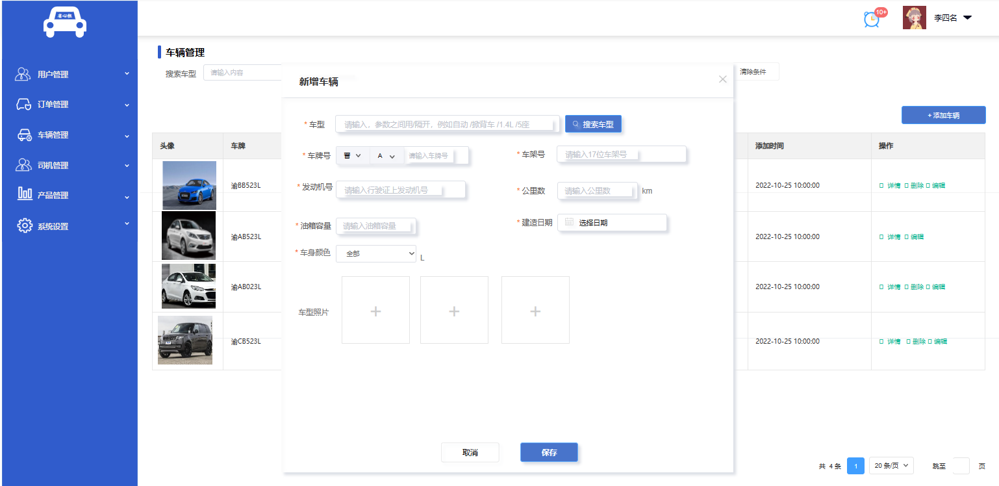 省心租
10+
李四名
用户管理
订单管理
车辆管理
司机管理
产品管理
系统设置
车辆管理
搜索车型 请输入内容
清除条件
+ 添加车辆
头像 车牌 添加时间 操作
渝BB523L 2022-10-25 10:00:00 详情 删除 编辑
渝AB523L 2022-10-25 10:00:00 详情 编辑
渝AB023L 2022-10-25 10:00:00 详情 删除 编辑
渝CB523L 2022-10-25 10:00:00 详情 删除 编辑
新增车辆
* 车型 请输入，参数之间用/隔开，例如自动 /掀背车 /1.4L /5座 搜索车型
* 车牌号 晋 A 请输入车牌号 * 车架号 请输入17位车架号
* 发动机号 请输入行驶证上发动机号 * 公里数 请输入公里数 km
* 油箱容量 请输入油箱容量 * 建造日期 选择日期
* 车身颜色 全部 L
车型照片 + + +
取消 保存
共 4 条 1 20 条/页 跳至 页